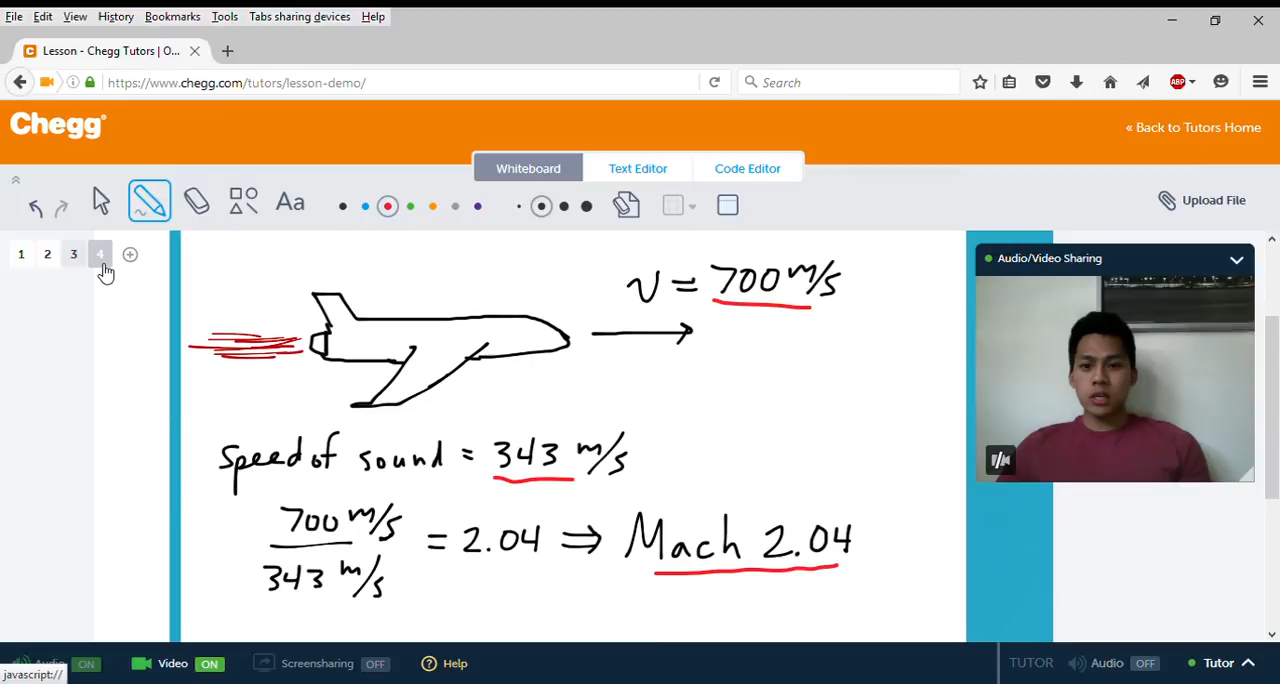 File Edit View History Bookmarks Tools Tabs sharing devices Help
Lesson - Chegg Tutors | O...
https://www.chegg.com/tutors/lesson-demo/
Search
ABP
Chegg®
« Back to Tutors Home
Whiteboard Text Editor Code Editor
Aa
Upload File
1 2 3 4
Audio/Video Sharing
v = 700 m/s
speed of sound = 343 m/s
700 m/s
= 2.04 ⇒ Mach 2.04
343 m/s
Audio ON Video ON Screensharing OFF ? Help TUTOR Audio OFF Tutor
javascript://